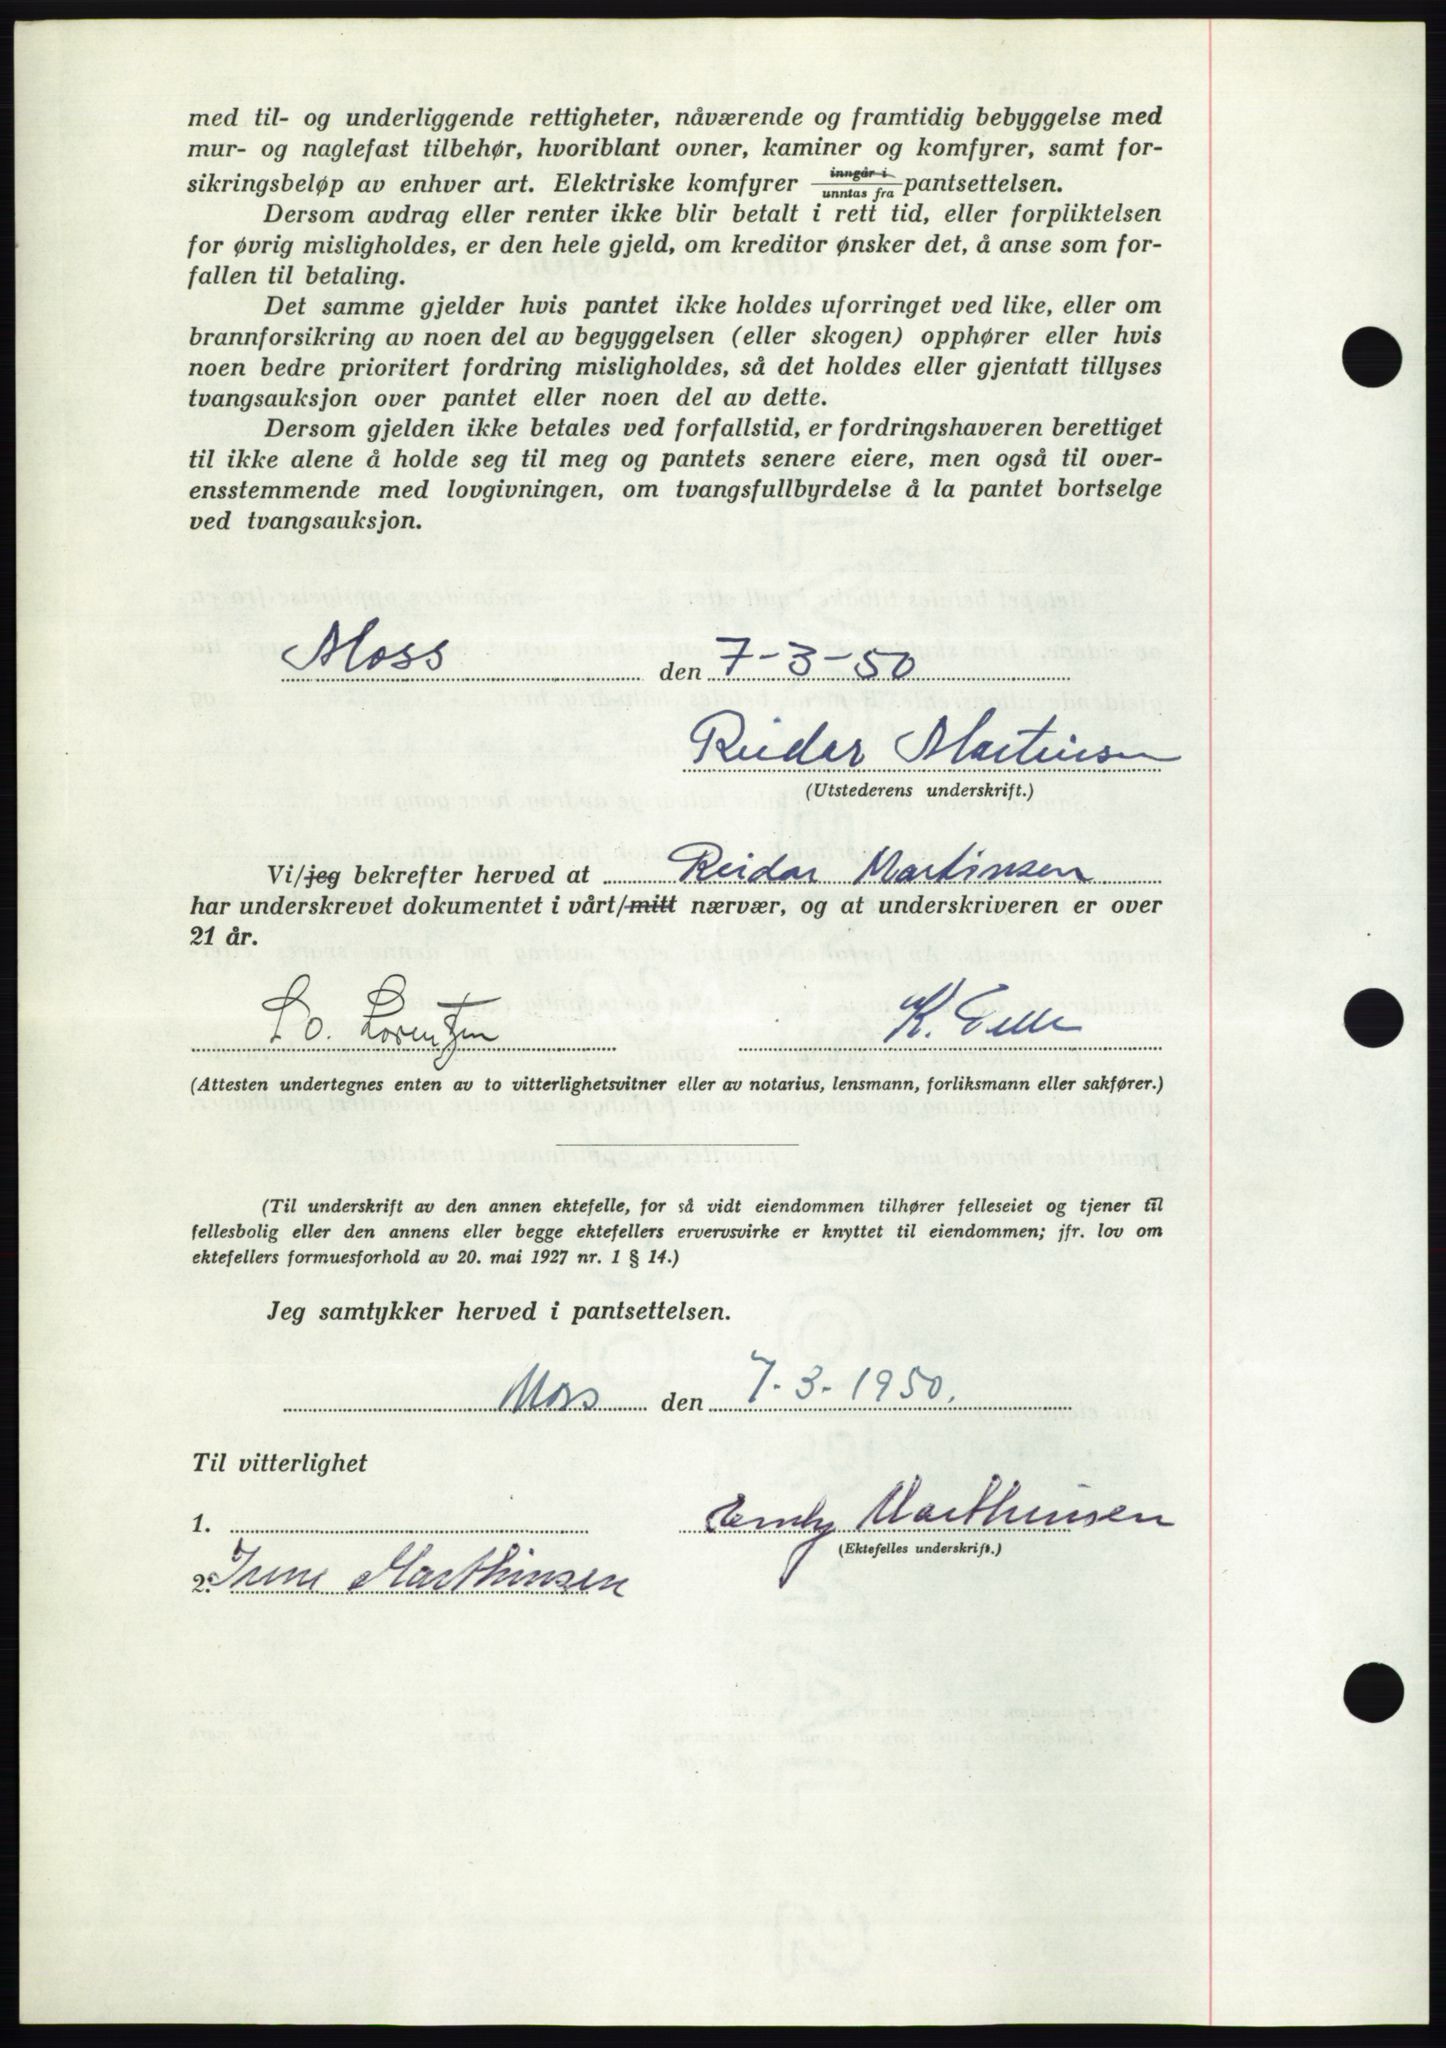 med til- og underliggende rettigheter, nåværende og framtidig bebyggelse med
mur- og naglefast tilbehør, hvoriblant ovner, kaminer og komfyrer, samt for-
sikringsbeløp av enhver art. Elektriske komfyrer inngår i / unntas fra pantsettelsen.
Dersom avdrag eller renter ikke blir betalt i rett tid, eller forpliktelsen
for øvrig misligholdes, er den hele gjeld, om kreditor ønsker det, å anse som for-
fallen til betaling.
Det samme gjelder hvis pantet ikke holdes uforringet ved like, eller om
brannforsikring av noen del av begyggelsen (eller skogen) opphører eller hvis
noen bedre prioritert fordring misligholdes, så det holdes eller gjentatt tillyses
tvangsauksjon over pantet eller noen del av dette.
Dersom gjelden ikke betales ved forfallstid, er fordringshaveren berettiget
til ikke alene å holde seg til meg og pantets senere eiere, men også til over-
ensstemmende med lovgivningen, om tvangsfullbyrdelse å la pantet bortselge
ved tvangsauksjon.
Moss den 7-3-50
Reidar Martinsen
(Utstederens underskrift.)
Vi/jeg bekrefter herved at Reidar Martinsen
har underskrevet dokumentet i vårt/mitt nærvær, og at underskriveren er over
21 år.
Lorentzen K.
(Attesten undertegnes enten av to vitterlighetsvitner eller av notarius, lensmann, forliksmann eller sakfører.)
(Til underskrift av den annen ektefelle, for så vidt eiendommen tilhører felleseiet og tjener til
fellesbolig eller den annens eller begge ektefellers ervervsvirke er knyttet til eiendommen; jfr. lov om
ektefellers formuesforhold av 20. mai 1927 nr. 1 § 14.)
Jeg samtykker herved i pantsettelsen.
Moss den 7-3-1950.
Til vitterlighet
1. Emly Marthinsen
(Ektefelles underskrift.)
2. Irene Marthinsen